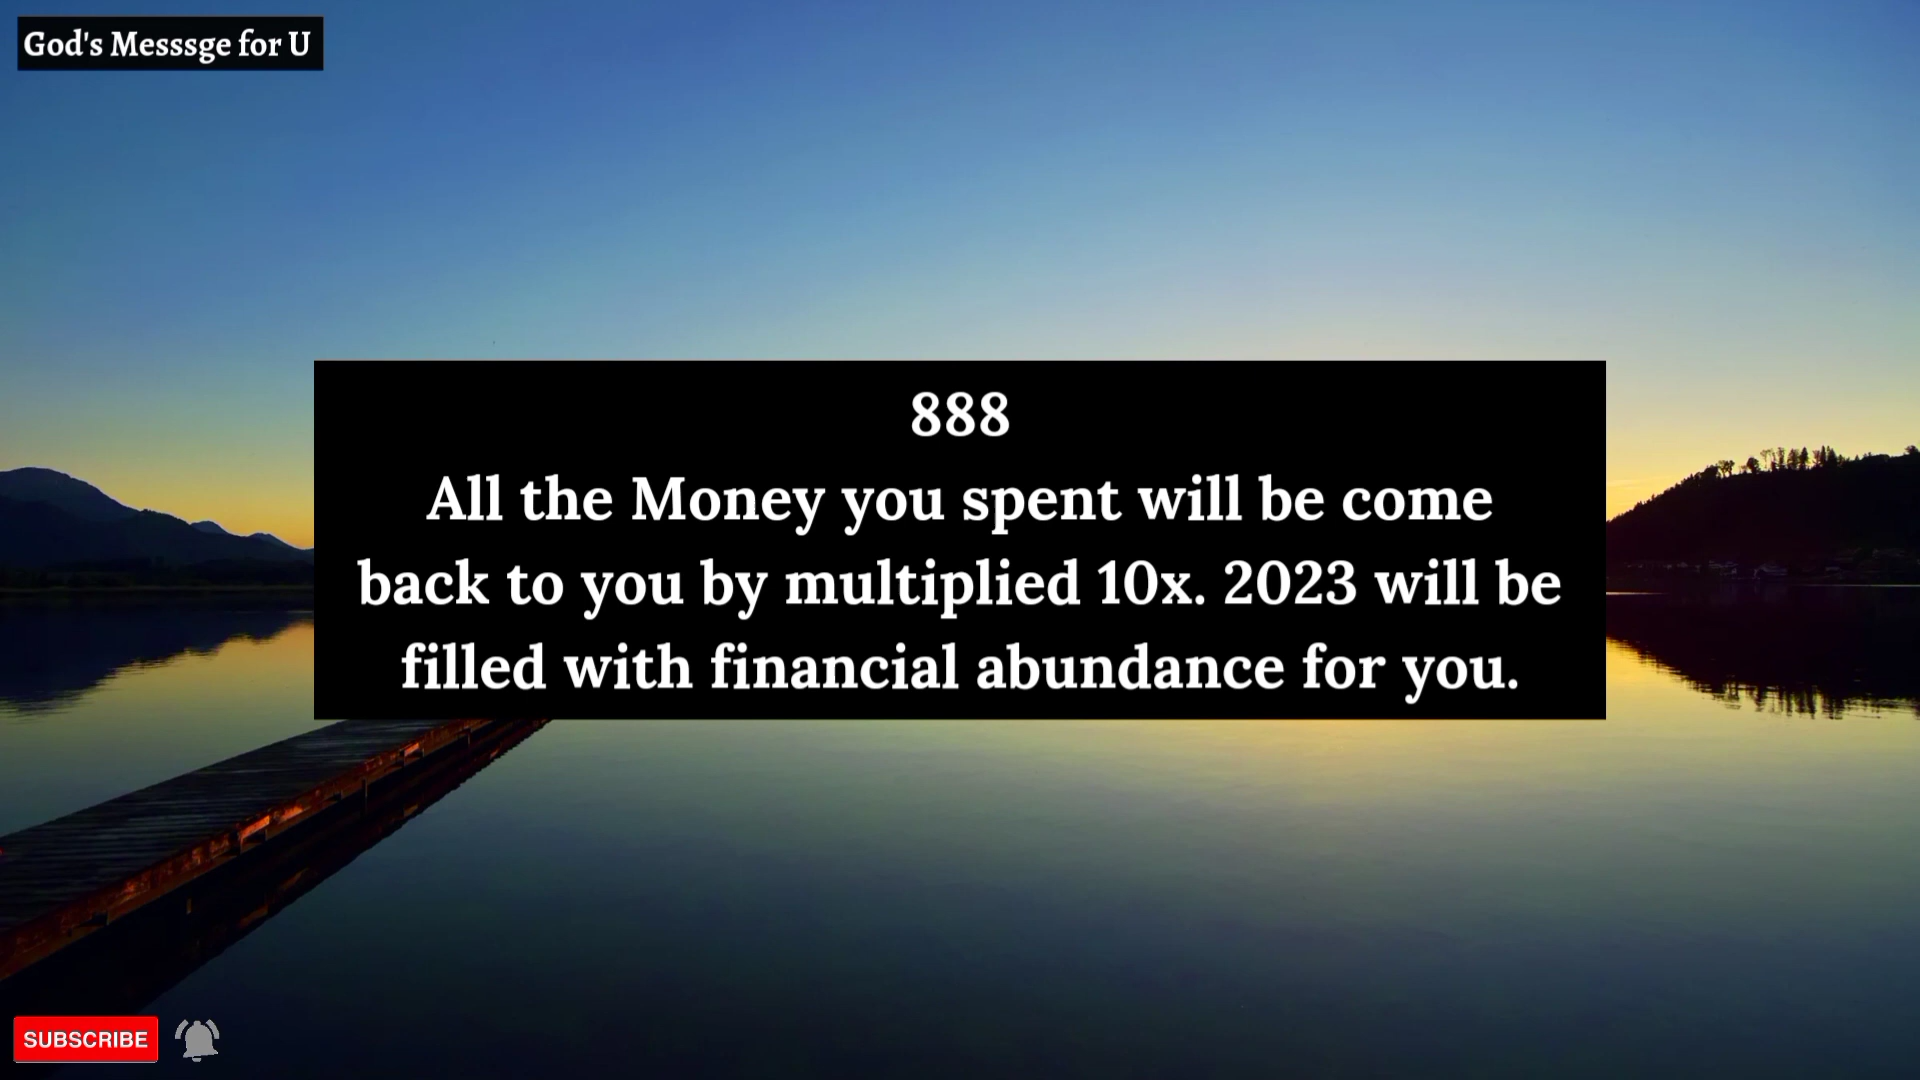 God's Messsge for U
888
All the Money you spent will be come
back to you by multiplied 10x. 2023 will be
filled with financial abundance for you.
SUBSCRIBE